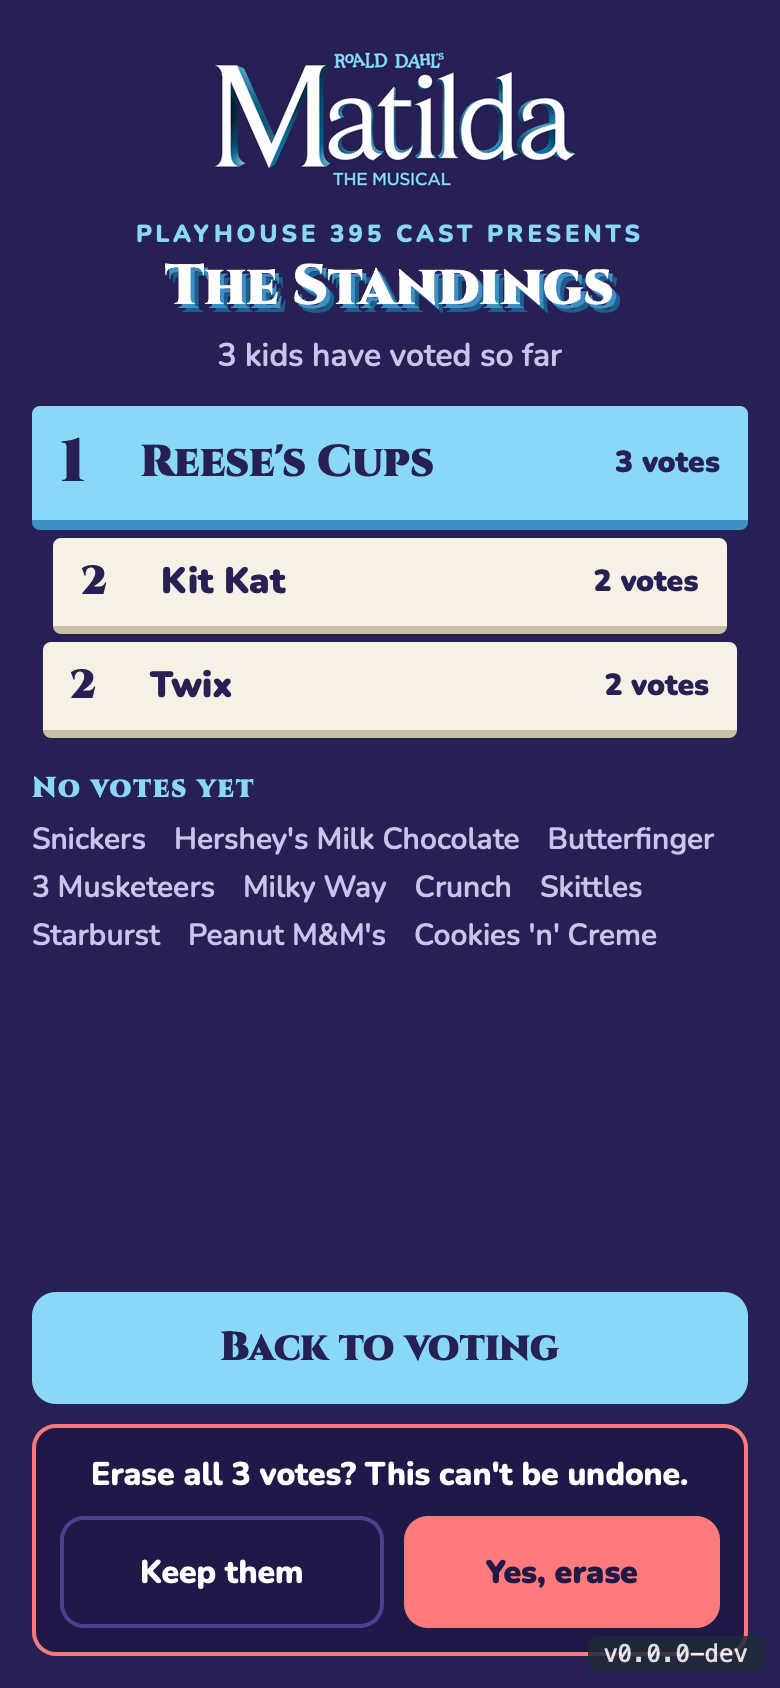 ROALD DAHL'S
Matilda
THE MUSICAL
PLAYHOUSE 395 CAST PRESENTS
THE STANDINGS
3 kids have voted so far
1 REESE'S CUPS 3 votes
2 Kit Kat 2 votes
2 Twix 2 votes
NO VOTES YET
Snickers Hershey's Milk Chocolate Butterfinger
3 Musketeers Milky Way Crunch Skittles
Starburst Peanut M&M's Cookies 'n' Creme
BACK TO VOTING
Erase all 3 votes? This can't be undone.
Keep them Yes, erase
v0.0.0-dev